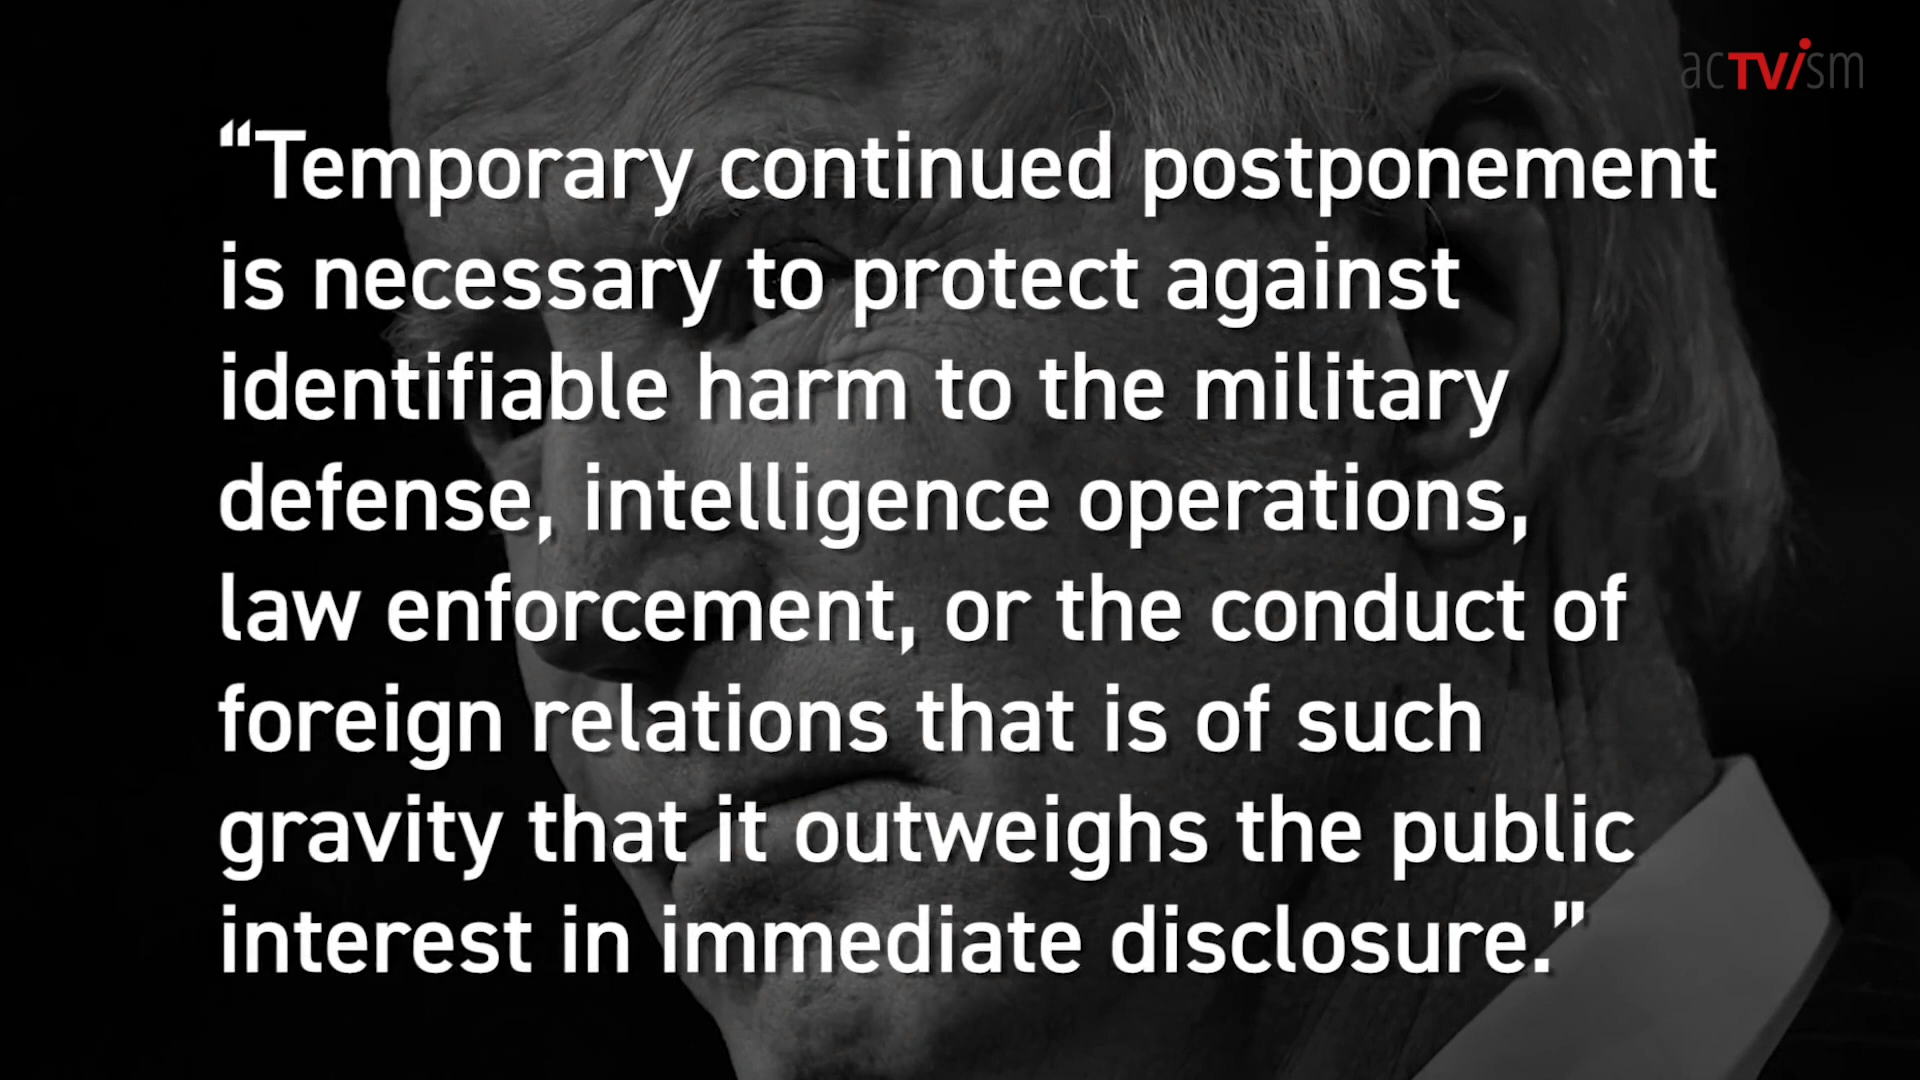 acTVism
“Temporary continued postponement
is necessary to protect against
identifiable harm to the military
defense, intelligence operations,
law enforcement, or the conduct of
foreign relations that is of such
gravity that it outweighs the public
interest in immediate disclosure.”